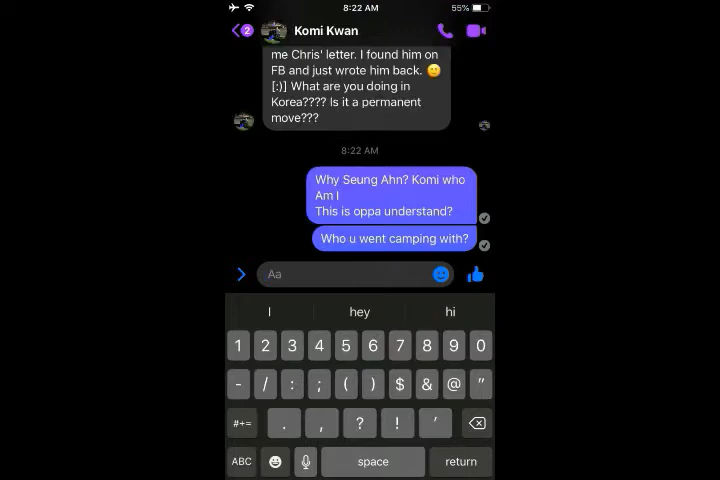 8:22 AM
55%
2
Komi Kwan
me Chris' letter. I found him on
FB and just wrote him back. 😊
[:)] What are you doing in
Korea???? Is it a permanent
move???
8:22 AM
Why Seung Ahn? Komi who
Am I
This is oppa understand?
Who u went camping with?
Aa
I hey hi
1 2 3 4 5 6 7 8 9 0
- / : ; ( ) $ & @ "
#+= . , ? ! '
ABC space return